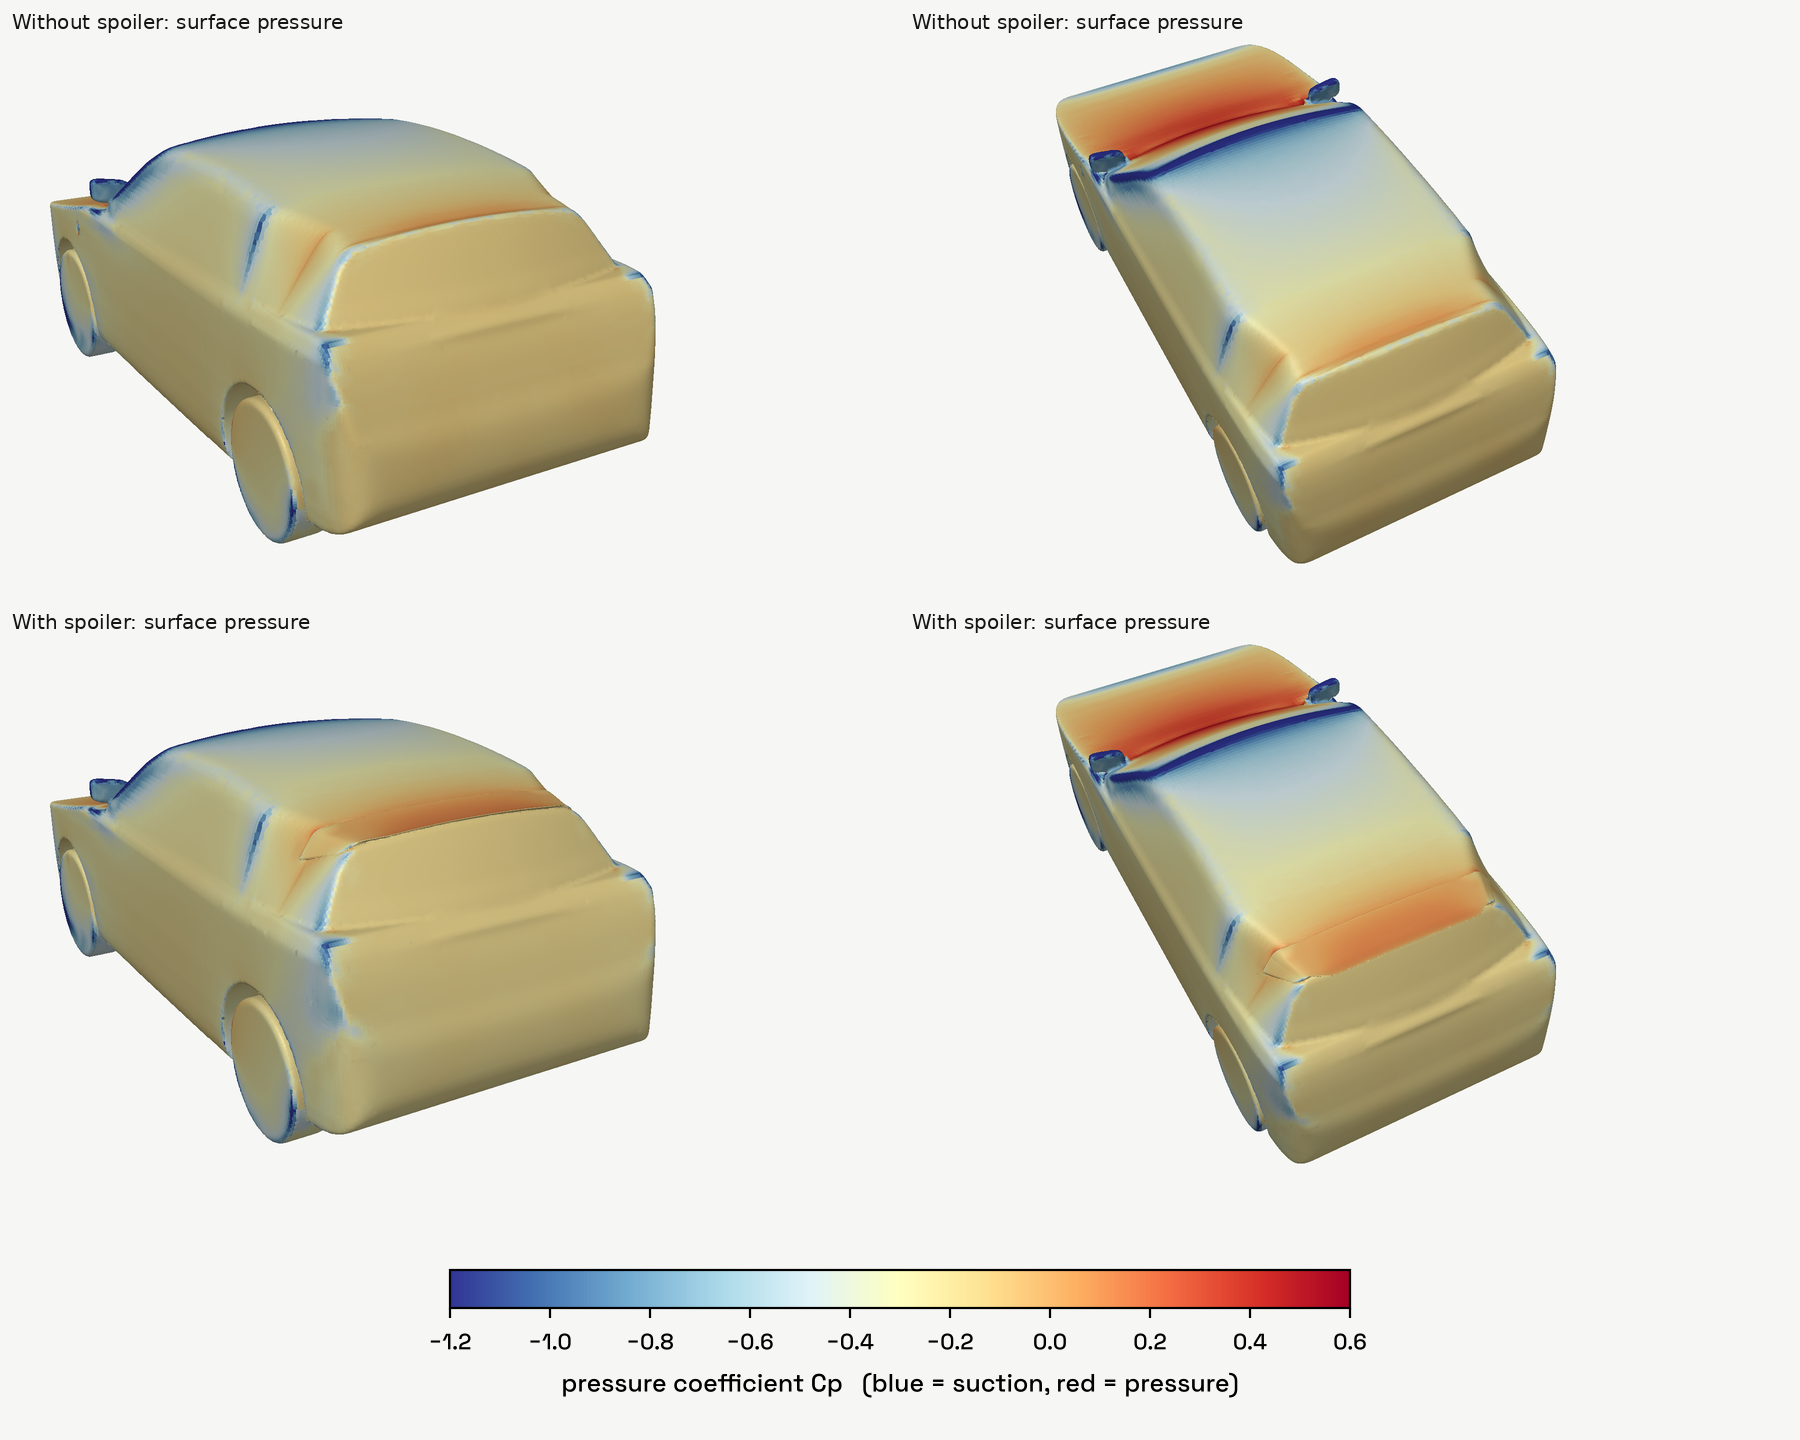 Without spoiler: surface pressure
Without spoiler: surface pressure
With spoiler: surface pressure
With spoiler: surface pressure
-1.2 -1.0 -0.8 -0.6 -0.4 -0.2 0.0 0.2 0.4 0.6
pressure coefficient Cp (blue = suction, red = pressure)